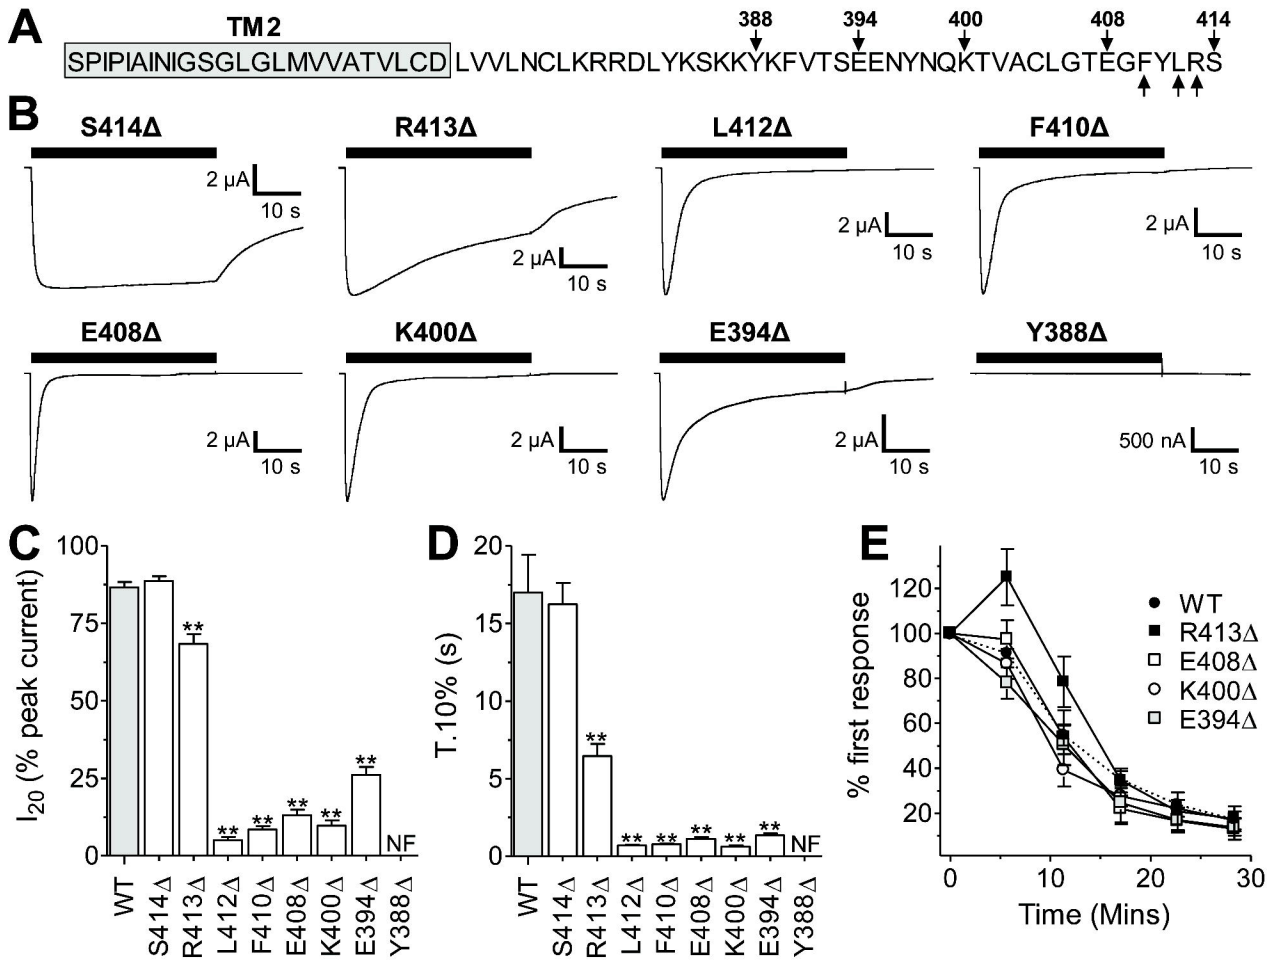 A
TM2
388 394 400 408 414
SPIPIAINIGSGLGLMVVATVLCD LVVLNCLKRRDLYKSKKYKFVTSEENYNQKTVACLGTEGFYLRS
B
S414Δ R413Δ L412Δ F410Δ
2 µA 10 s
2 µA 10 s
2 µA 10 s
2 µA 10 s
E408Δ K400Δ E394Δ Y388Δ
2 µA 10 s
2 µA 10 s
2 µA 10 s
500 nA 10 s
C
I20 (% peak current)
100
75
50
25
0
** ** ** ** ** ** NF
WT S414Δ R413Δ L412Δ F410Δ E408Δ K400Δ E394Δ Y388Δ
D
T.10% (s)
20
15
10
5
0
** ** ** ** ** ** NF
WT S414Δ R413Δ L412Δ F410Δ E408Δ K400Δ E394Δ Y388Δ
E
% first response
120
100
80
60
40
20
WT
R413Δ
E408Δ
K400Δ
E394Δ
0 10 20 30
Time (Mins)